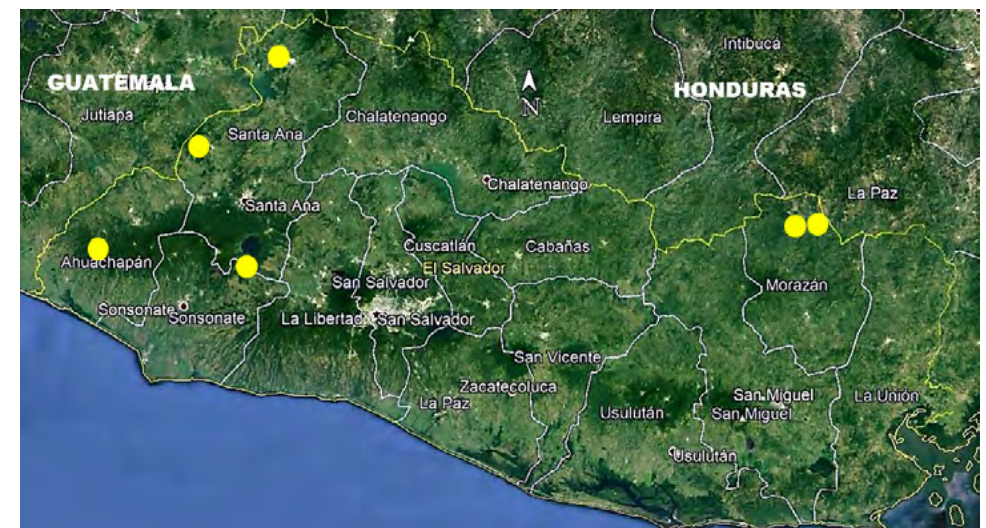 Intibucá
GUATEMALA
HONDURAS
N
Jutiapa
Chalatenango
Lempira
Santa Ana
Chalatenango
La Paz
Santa Ana
Cuscatlán
Cabañas
Ahuachapán
El Salvador
San Salvador
Morazán
Sonsonate
Sonsonate
La Libertad
San Salvador
San Vicente
Zacatecoluca
La Paz
San Miguel
La Unión
Usulután
San Miguel
Usulután